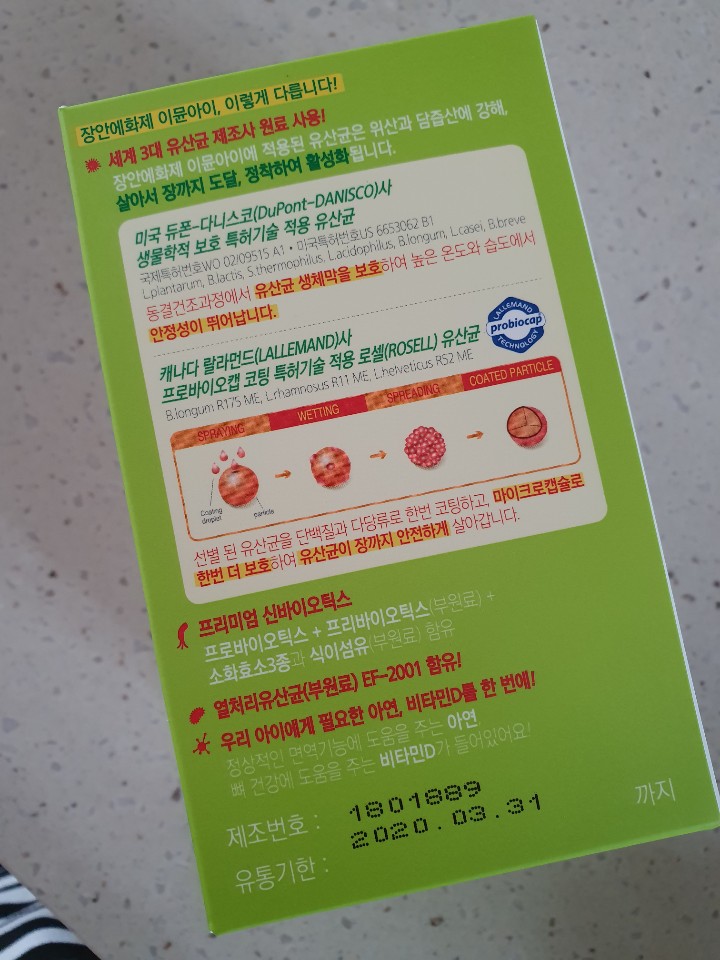 장안에화제 이뮨아이, 이렇게 다릅니다!
세계 3대 유산균 제조사 원료 사용!
장안에화제 이뮨아이에 적용된 유산균은 위산과 담즙산에 강해,
살아서 장까지 도달, 정착하여 활성화됩니다.
미국 듀폰-다니스코(DuPont-DANISCO)사
생물학적 보호 특허기술 적용 유산균
국제특허번호WO 02/09515 A1 • 미국특허번호US 6653062 B1
L.plantarum, B.lactis, S.thermophilus, L.acidophilus, B.longum, L.casei, B.breve
동결건조과정에서 유산균 생체막을 보호하여 높은 온도와 습도에서
안정성이 뛰어납니다.
LALLEMAND
probiocap
TECHNOLOGY
캐나다 랄라먼드(LALLEMAND)사
프로바이오캡 코팅 특허기술 적용 로셀(ROSELL) 유산균
B.longum R175 ME, L.rhamnosus R11 ME, L.helveticus R52 ME
SPRAYING WETTING SPREADING COATED PARTICLE
Coating
droplet
particle
선별 된 유산균을 단백질과 다당류로 한번 코팅하고, 마이크로캡슐로
한번 더 보호하여 유산균이 장까지 안전하게 살아갑니다.
프리미엄 신바이오틱스
프로바이오틱스 + 프리바이오틱스(부원료) +
소화효소3종과 식이섬유(부원료) 함유
열처리유산균(부원료) EF-2001 함유!
우리 아이에게 필요한 아연, 비타민D를 한 번에!
정상적인 면역기능에 도움을 주는 아연
뼈 건강에 도움을 주는 비타민D가 들어있어요!
제조번호 : 1801889
유통기한 : 2020.03.31 까지